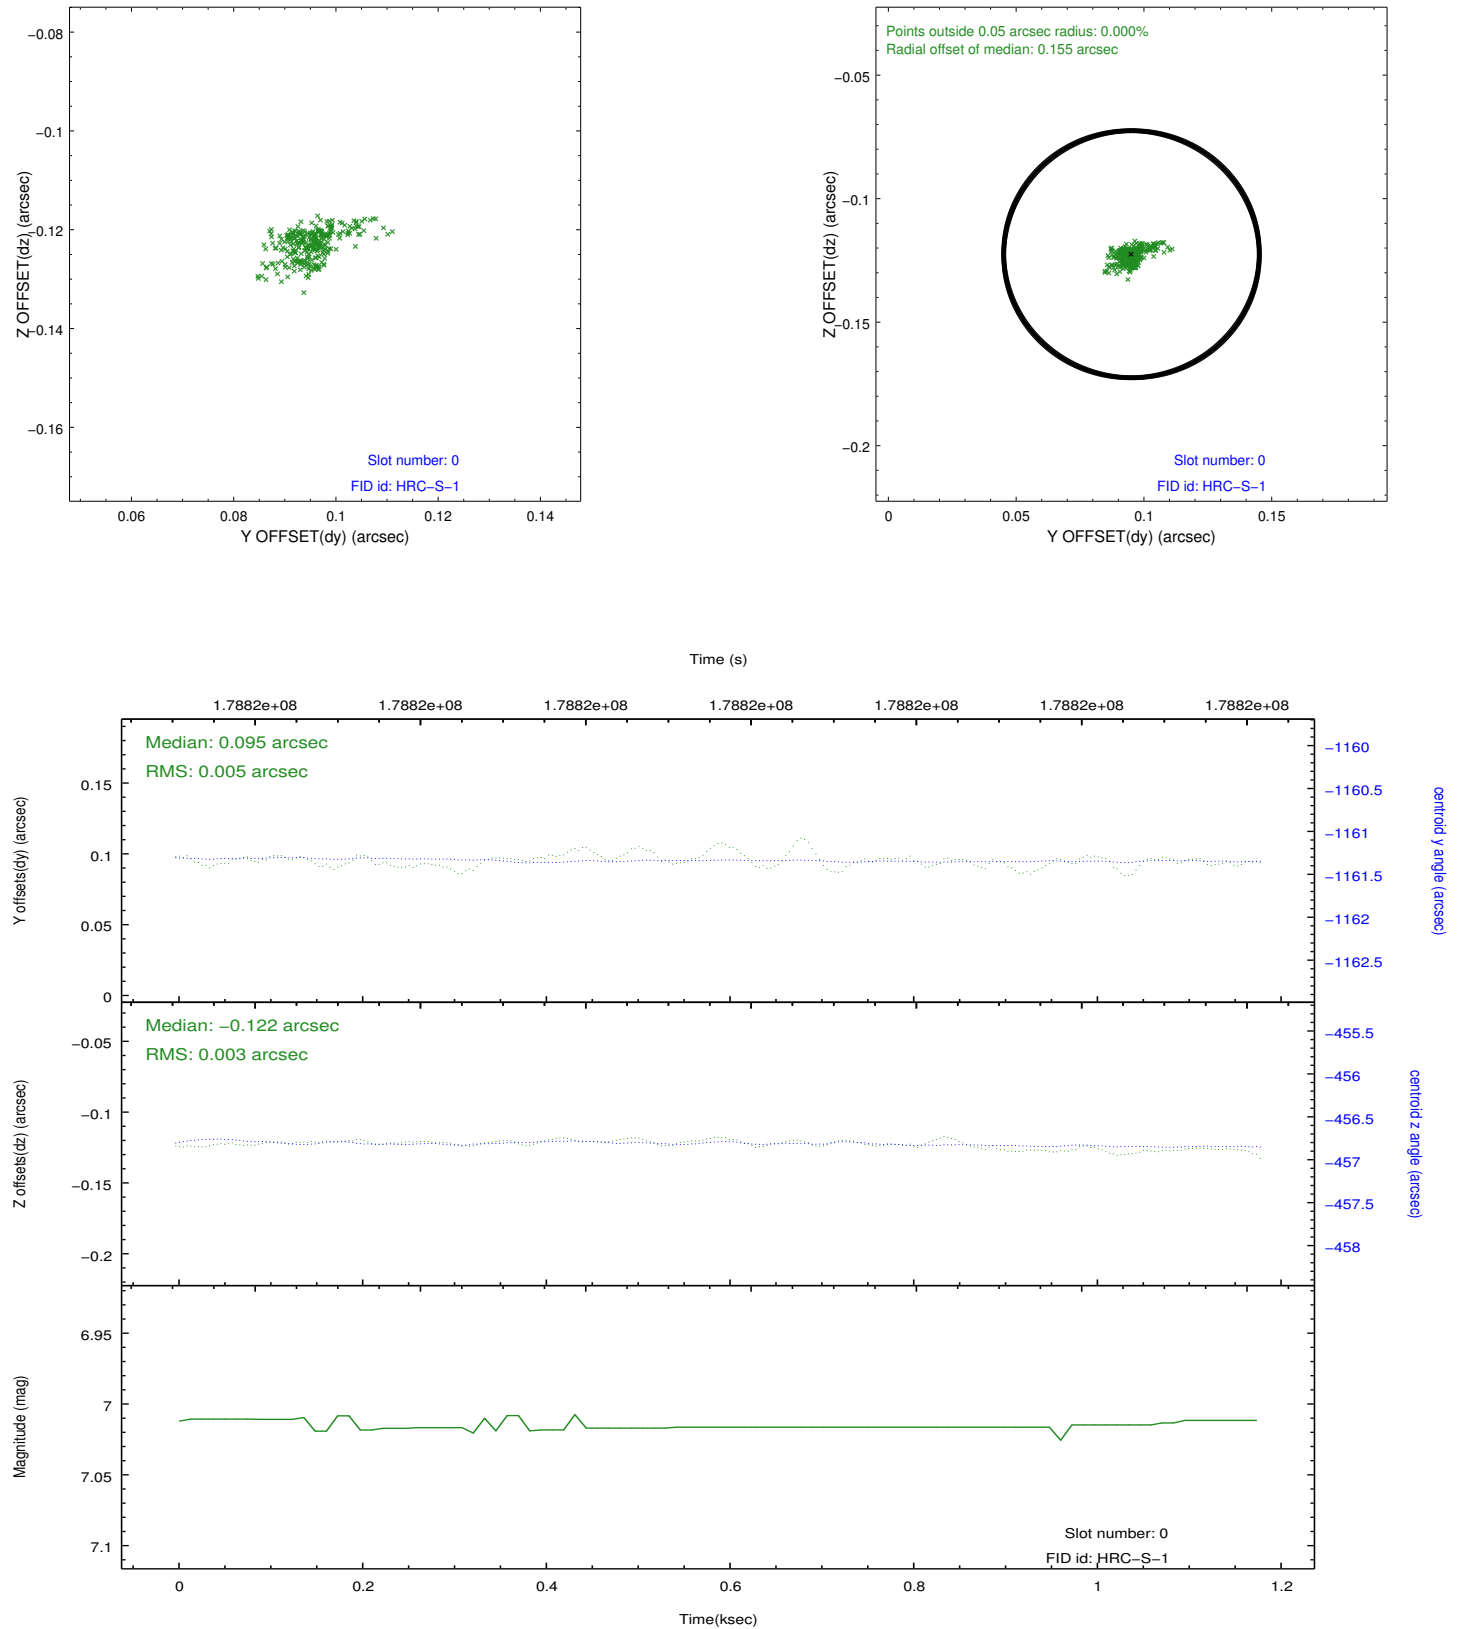 −0.08
−0.1
−0.12
−0.14
−0.16
Z OFFSET(dz) (arcsec)
Slot number: 0
FID id: HRC−S−1
0.06
0.08
0.1
0.12
0.14
Y OFFSET(dy) (arcsec)
Points outside 0.05 arcsec radius: 0.000%
Radial offset of median: 0.155 arcsec
−0.05
−0.1
−0.15
−0.2
Z OFFSET(dz) (arcsec)
Slot number: 0
FID id: HRC−S−1
0
0.05
0.1
0.15
Y OFFSET(dy) (arcsec)
Time (s)
1.7882e+08 1.7882e+08 1.7882e+08 1.7882e+08 1.7882e+08 1.7882e+08 1.7882e+08
Median: 0.095 arcsec
RMS: 0.005 arcsec
0.15
0.1
0.05
0
Y offsets(dy) (arcsec)
−1160
−1160.5
−1161
−1161.5
−1162
−1162.5
centroid y angle (arcsec)
Median: −0.122 arcsec
RMS: 0.003 arcsec
−0.05
−0.1
−0.15
−0.2
Z offsets(dz) (arcsec)
−455.5
−456
−456.5
−457
−457.5
−458
centroid z angle (arcsec)
6.95
7
7.05
7.1
Magnitude (mag)
Slot number: 0
FID id: HRC−S−1
0 0.2 0.4 0.6 0.8 1 1.2
Time(ksec)